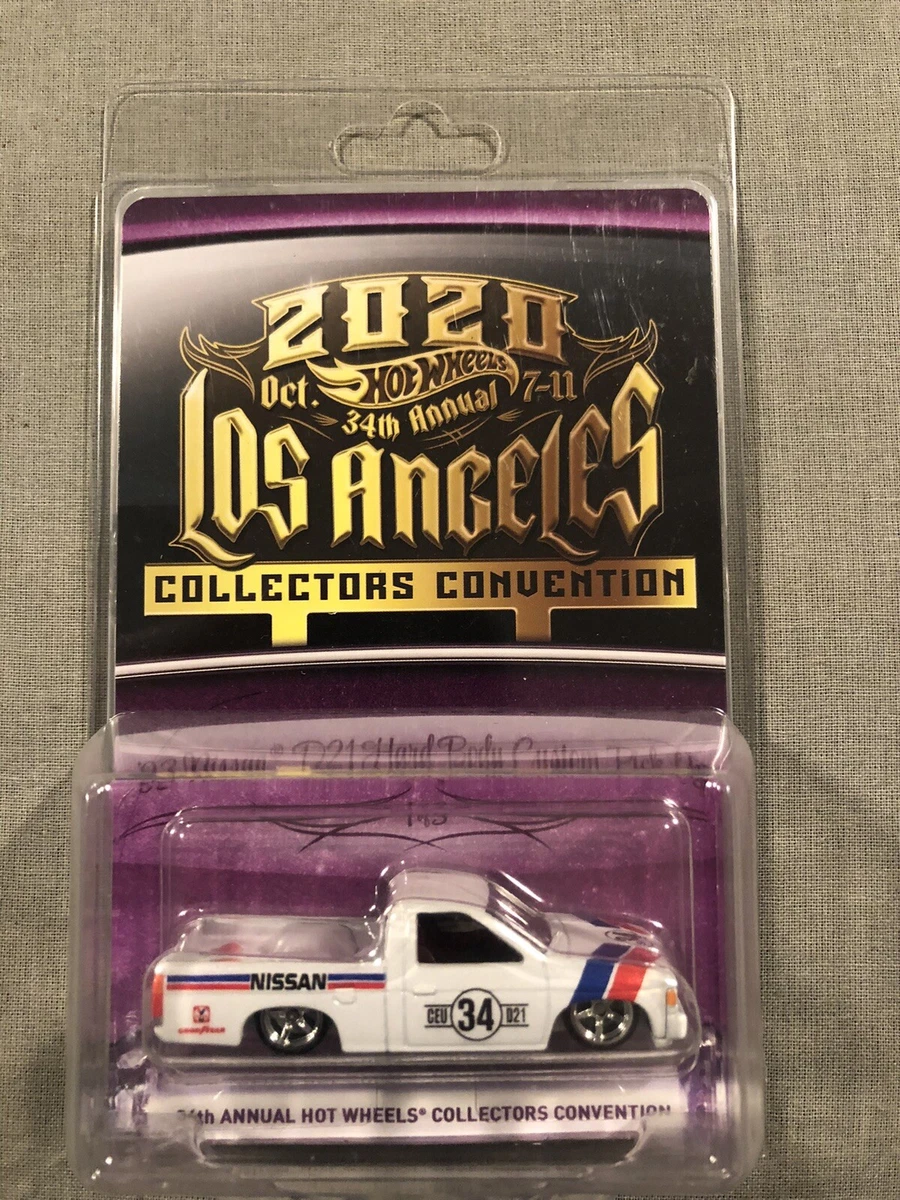 2020
Oct. HOT WHEELS 7-11
34th Annual
LOS ANGELES
COLLECTORS CONVENTION
D21 Hard Body Custom
NISSAN
GOODYEAR
CEU 34 D21
ANNUAL HOT WHEELS® COLLECTORS CONVENTION